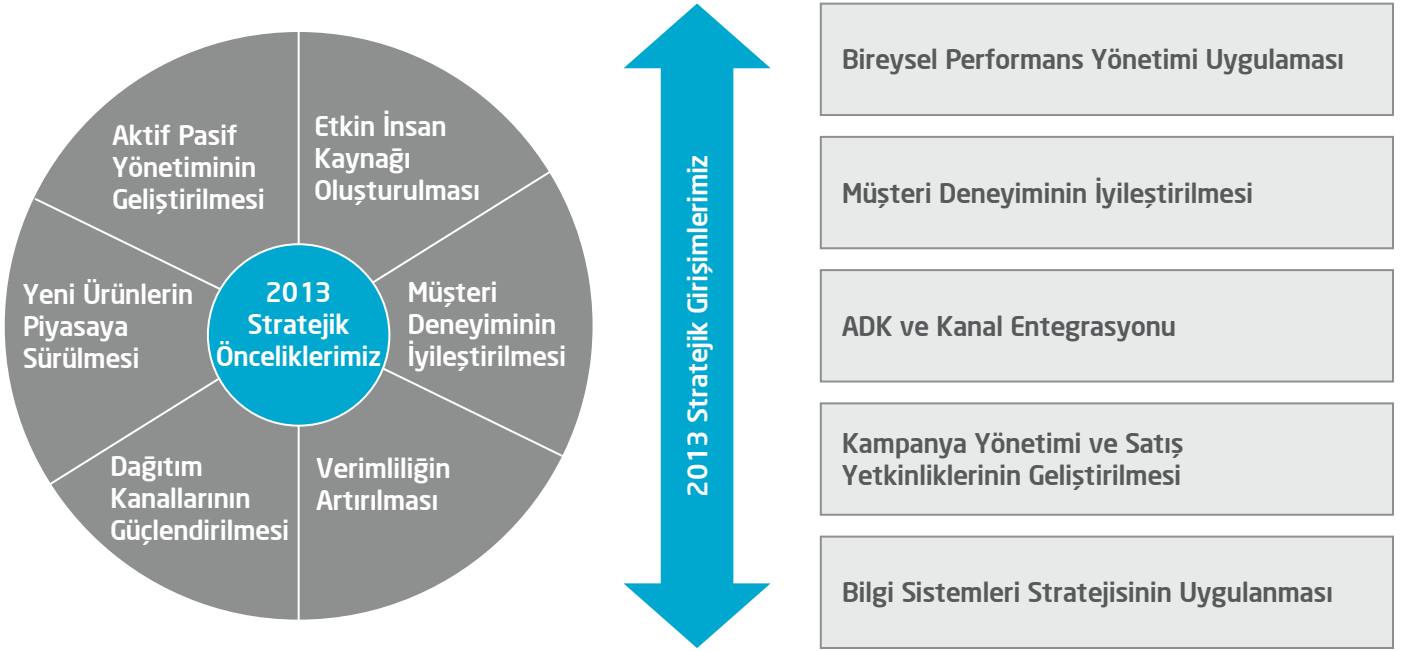 Aktif Pasif
Yönetiminin
Geliştirilmesi
Etkin İnsan
Kaynağı
Oluşturulması
Yeni Ürünlerin
Piyasaya
Sürülmesi
2013
Stratejik
Önceliklerimiz
Müşteri
Deneyiminin
İyileştirilmesi
Dağıtım
Kanallarının
Güçlendirilmesi
Verimliliğin
Artırılması
2013 Stratejik Girişimlerimiz
Bireysel Performans Yönetimi Uygulaması
Müşteri Deneyiminin İyileştirilmesi
ADK ve Kanal Entegrasyonu
Kampanya Yönetimi ve Satış
Yetkinliklerinin Geliştirilmesi
Bilgi Sistemleri Stratejisinin Uygulanması